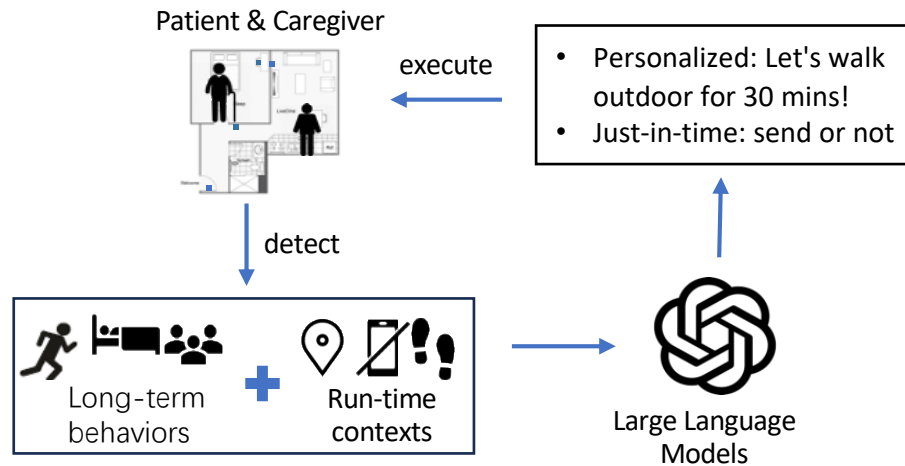 Patient & Caregiver
execute
• Personalized: Let's walk
outdoor for 30 mins!
• Just-in-time: send or not
detect
Long-term
behaviors
Run-time
contexts
Large Language
Models